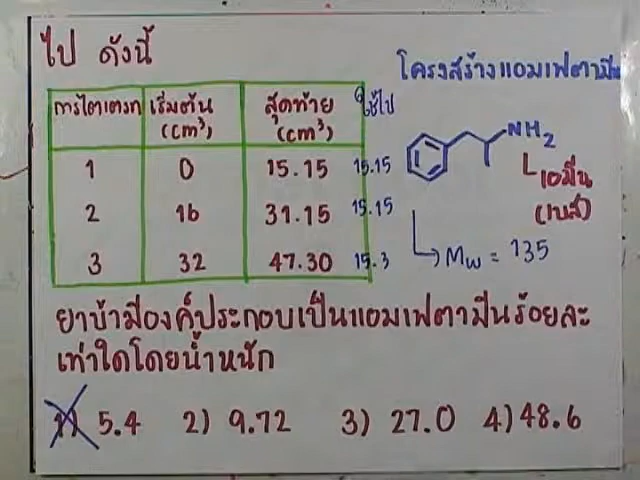 ไป ดังนี้
โครงสร้างแอมเฟตามีน
การไตเตรท เริ่มต้น (cm³) สุดท้าย (cm³) ใช้ไป
1 0 15.15 15.15
2 16 31.15 15.15
3 32 47.30 15.3
NH₂
เอมีน
(เบส)
Mw = 135
ยาบ้ามีองค์ประกอบเป็นแอมเฟตามีนร้อยละ
เท่าใดโดยน้ำหนัก
1) 5.4 2) 9.72 3) 27.0 4) 48.6